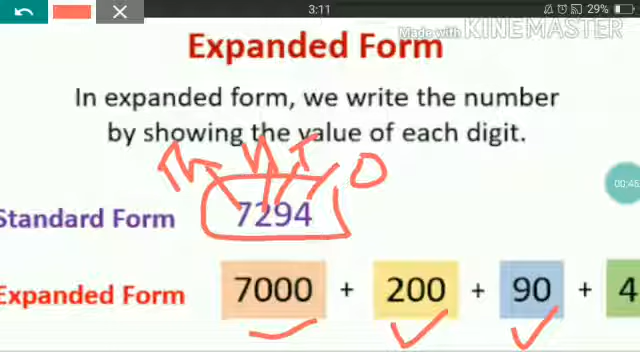 3:11
29%
Made with KINEMASTER
Expanded Form
In expanded form, we write the number
by showing the value of each digit.
Th H T O
Standard Form 7294
00:45
Expanded Form 7000 + 200 + 90 + 4